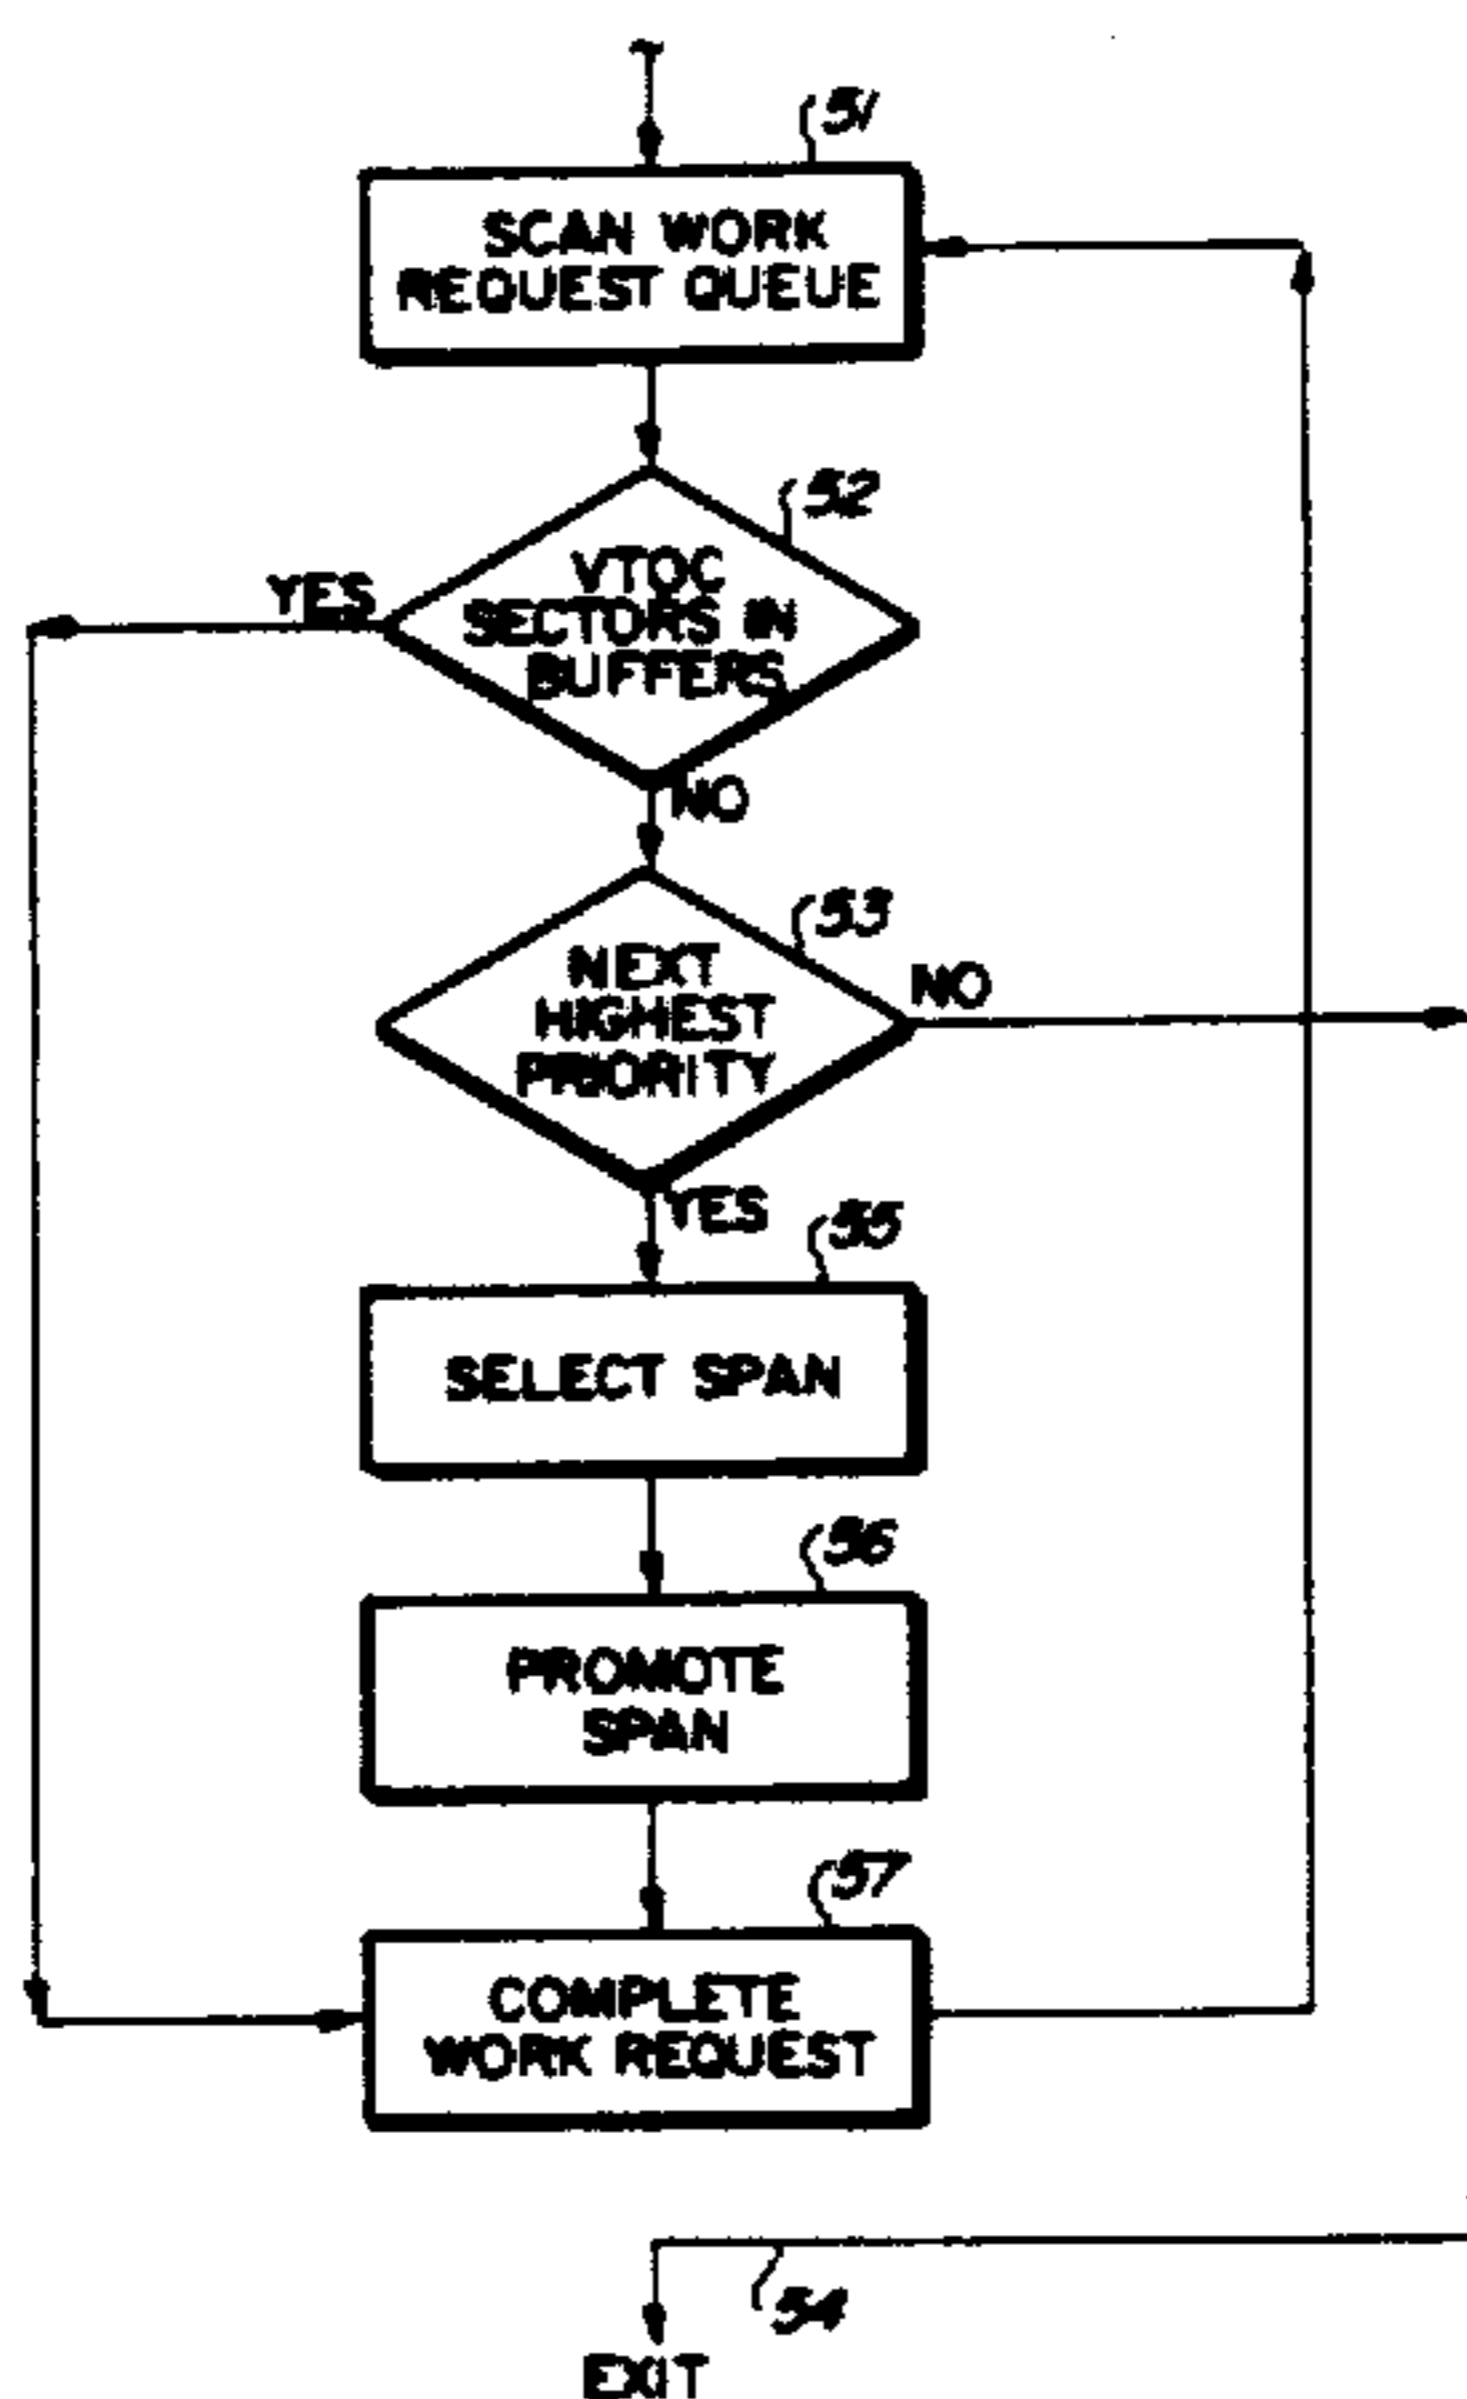 51
SCAN WORK
REQUEST QUEUE
52
YES
VTOC
SECTORS IN
BUFFERS
NO
53
NEXT
HIGHEST
PRIORITY
NO
YES
55
SELECT SPAN
56
PROMOTE
SPAN
57
COMPLETE
WORK REQUEST
54
EXIT